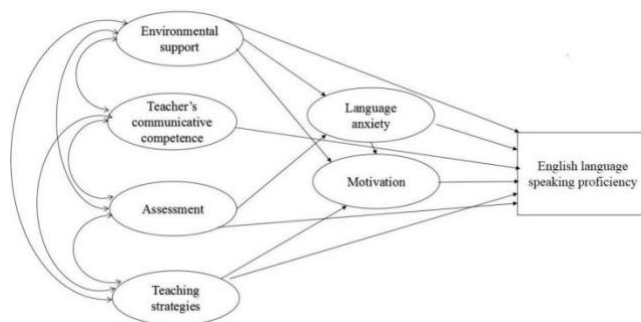 Environmental
support
Teacher's
communicative
competence
Language
anxiety
English language
speaking proficiency
Motivation
Assessment
Teaching
strategies